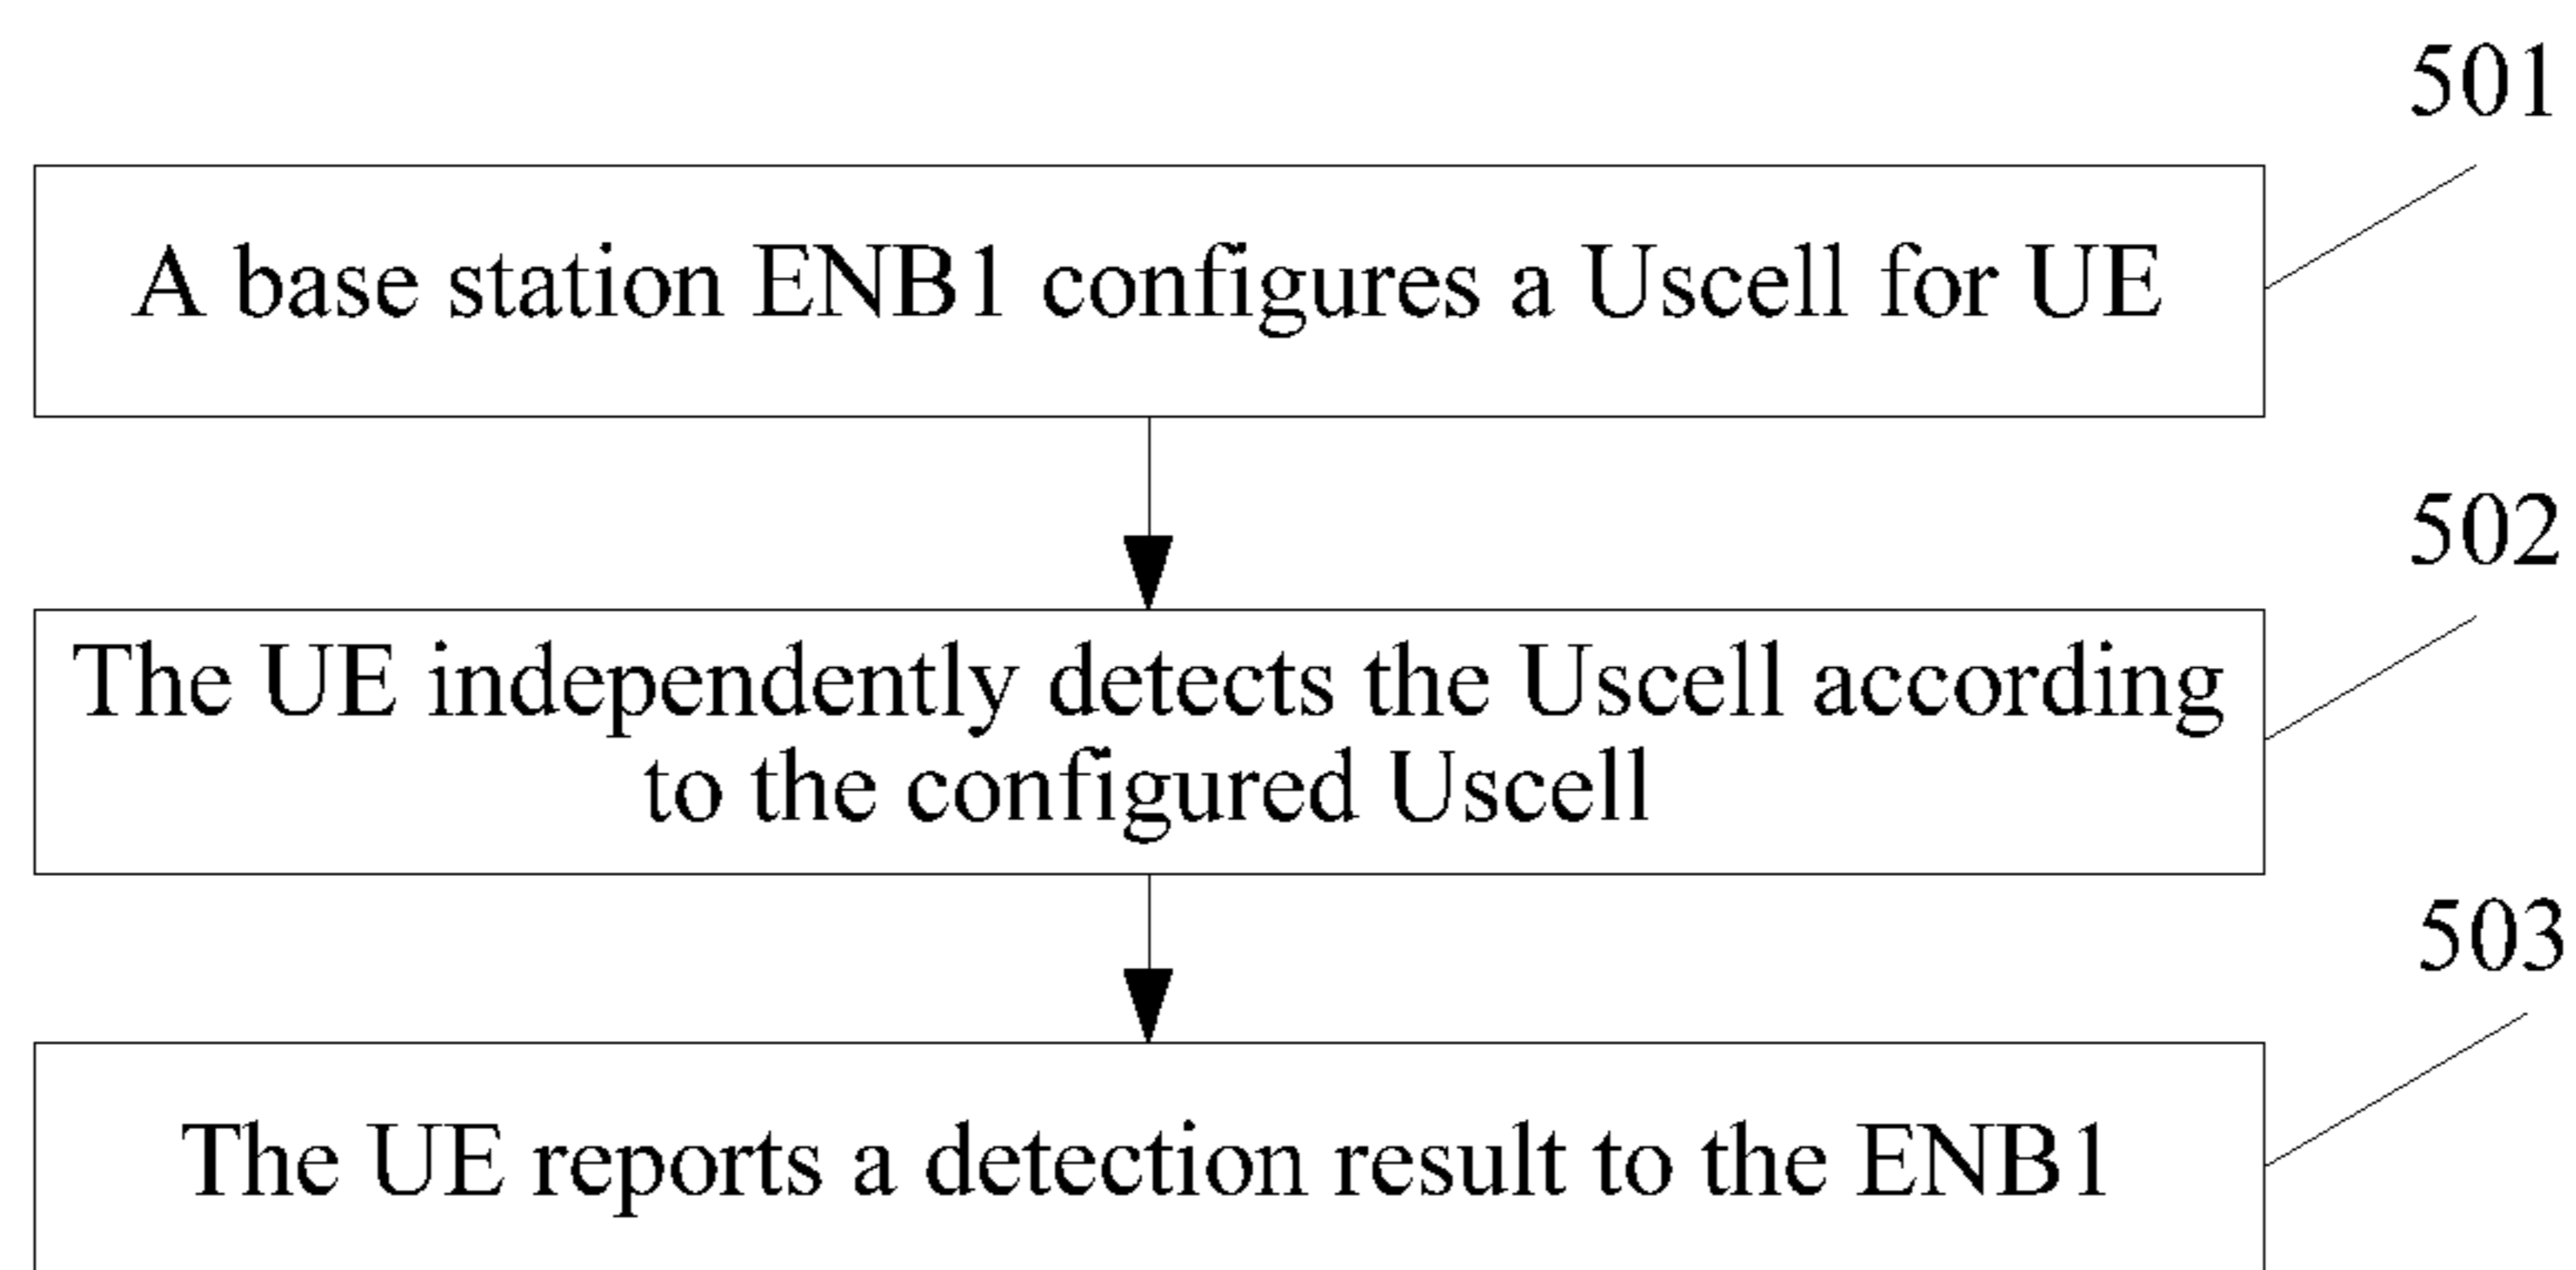 501
A base station ENB1 configures a Uscell for UE
502
The UE independently detects the Uscell according
to the configured Uscell
503
The UE reports a detection result to the ENB1